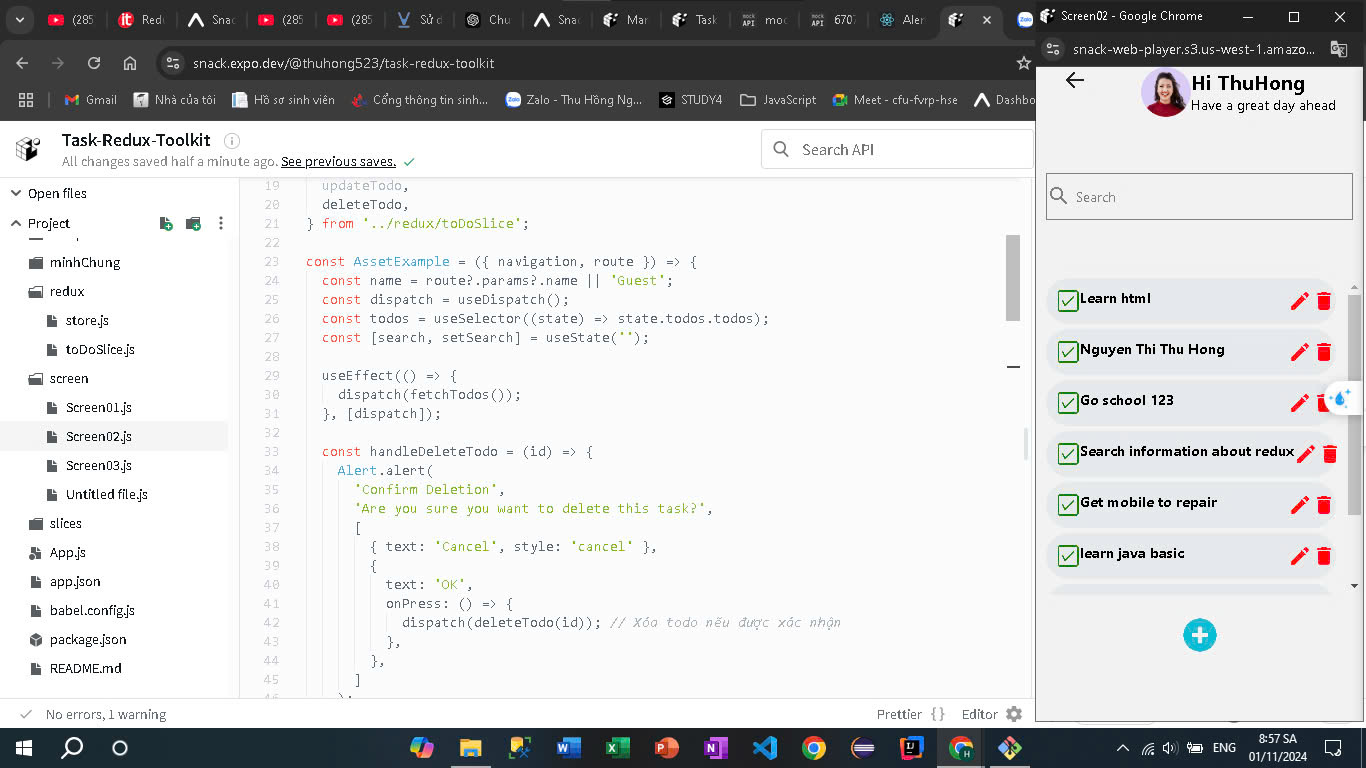 (285
Redu
Snac
(285
(285
Sử d
Chu
Snac
Mar
Task
moc
6707
Aler
Screen02 - Google Chrome
snack.expo.dev/@thuhong523/task-redux-toolkit
snack-web-player.s3.us-west-1.amazo...
Gmail
Nhà của tôi
Hồ sơ sinh viên
Cổng thông tin sinh...
Zalo - Thu Hồng Ng...
STUDY4
JavaScript
Meet - cfu-fvrp-hse
Dashbo
Task-Redux-Toolkit
All changes saved half a minute ago. See previous saves.
Search API
Open files
Project
minhChung
redux
store.js
toDoSlice.js
screen
Screen01.js
Screen02.js
Screen03.js
Untitled file.js
slices
App.js
app.json
babel.config.js
package.json
README.md
19 updateTodo,
20 deleteTodo,
21 } from '../redux/toDoSlice';
22
23 const AssetExample = ({ navigation, route }) => {
24 const name = route?.params?.name || 'Guest';
25 const dispatch = useDispatch();
26 const todos = useSelector((state) => state.todos.todos);
27 const [search, setSearch] = useState('');
28
29 useEffect(() => {
30 dispatch(fetchTodos());
31 }, [dispatch]);
32
33 const handleDeleteTodo = (id) => {
34 Alert.alert(
35 'Confirm Deletion',
36 'Are you sure you want to delete this task?',
37 [
38 { text: 'Cancel', style: 'cancel' },
39 {
40 text: 'OK',
41 onPress: () => {
42 dispatch(deleteTodo(id)); // Xóa todo nếu được xác nhận
43 },
44 },
45 ]
Hi ThuHong
Have a great day ahead
Search
Learn html
Nguyen Thi Thu Hong
Go school 123
Search information about redux
Get mobile to repair
learn java basic
No errors, 1 warning
Prettier {}
Editor
ENG
8:57 SA
01/11/2024